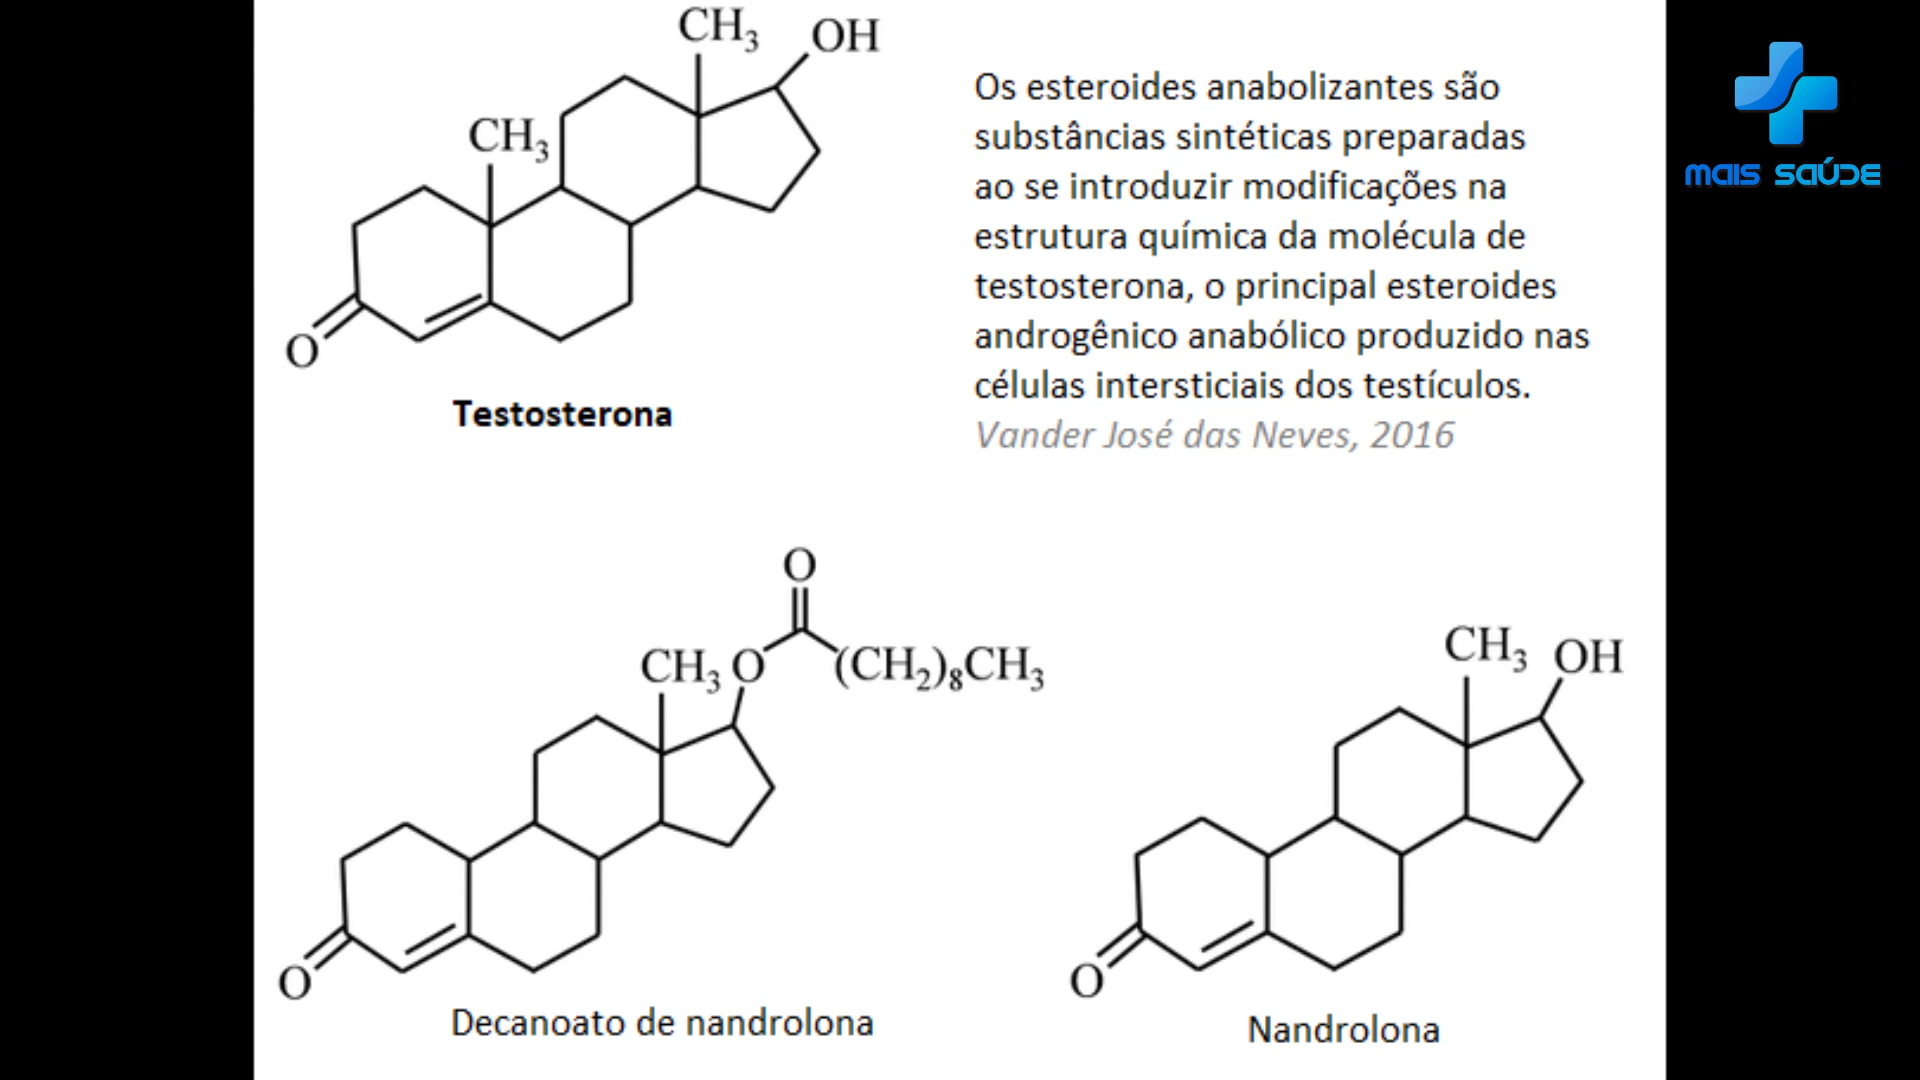 CH3
OH
CH3
O
Testosterona
Os esteroides anabolizantes são
substâncias sintéticas preparadas
ao se introduzir modificações na
estrutura química da molécula de
testosterona, o principal esteroides
androgênico anabólico produzido nas
células intersticiais dos testículos.
Vander José das Neves, 2016
mais saúde
O
CH3 O (CH2)8CH3
O
Decanoato de nandrolona
CH3 OH
O
Nandrolona